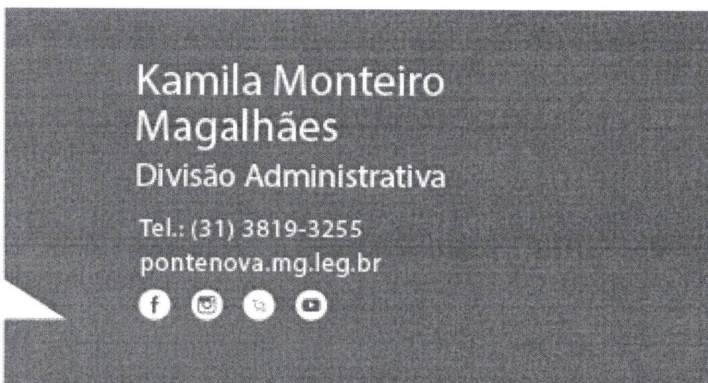 Kamila Monteiro
Magalhães
Divisão Administrativa
Tel.: (31) 3819-3255
pontenova.mg.leg.br